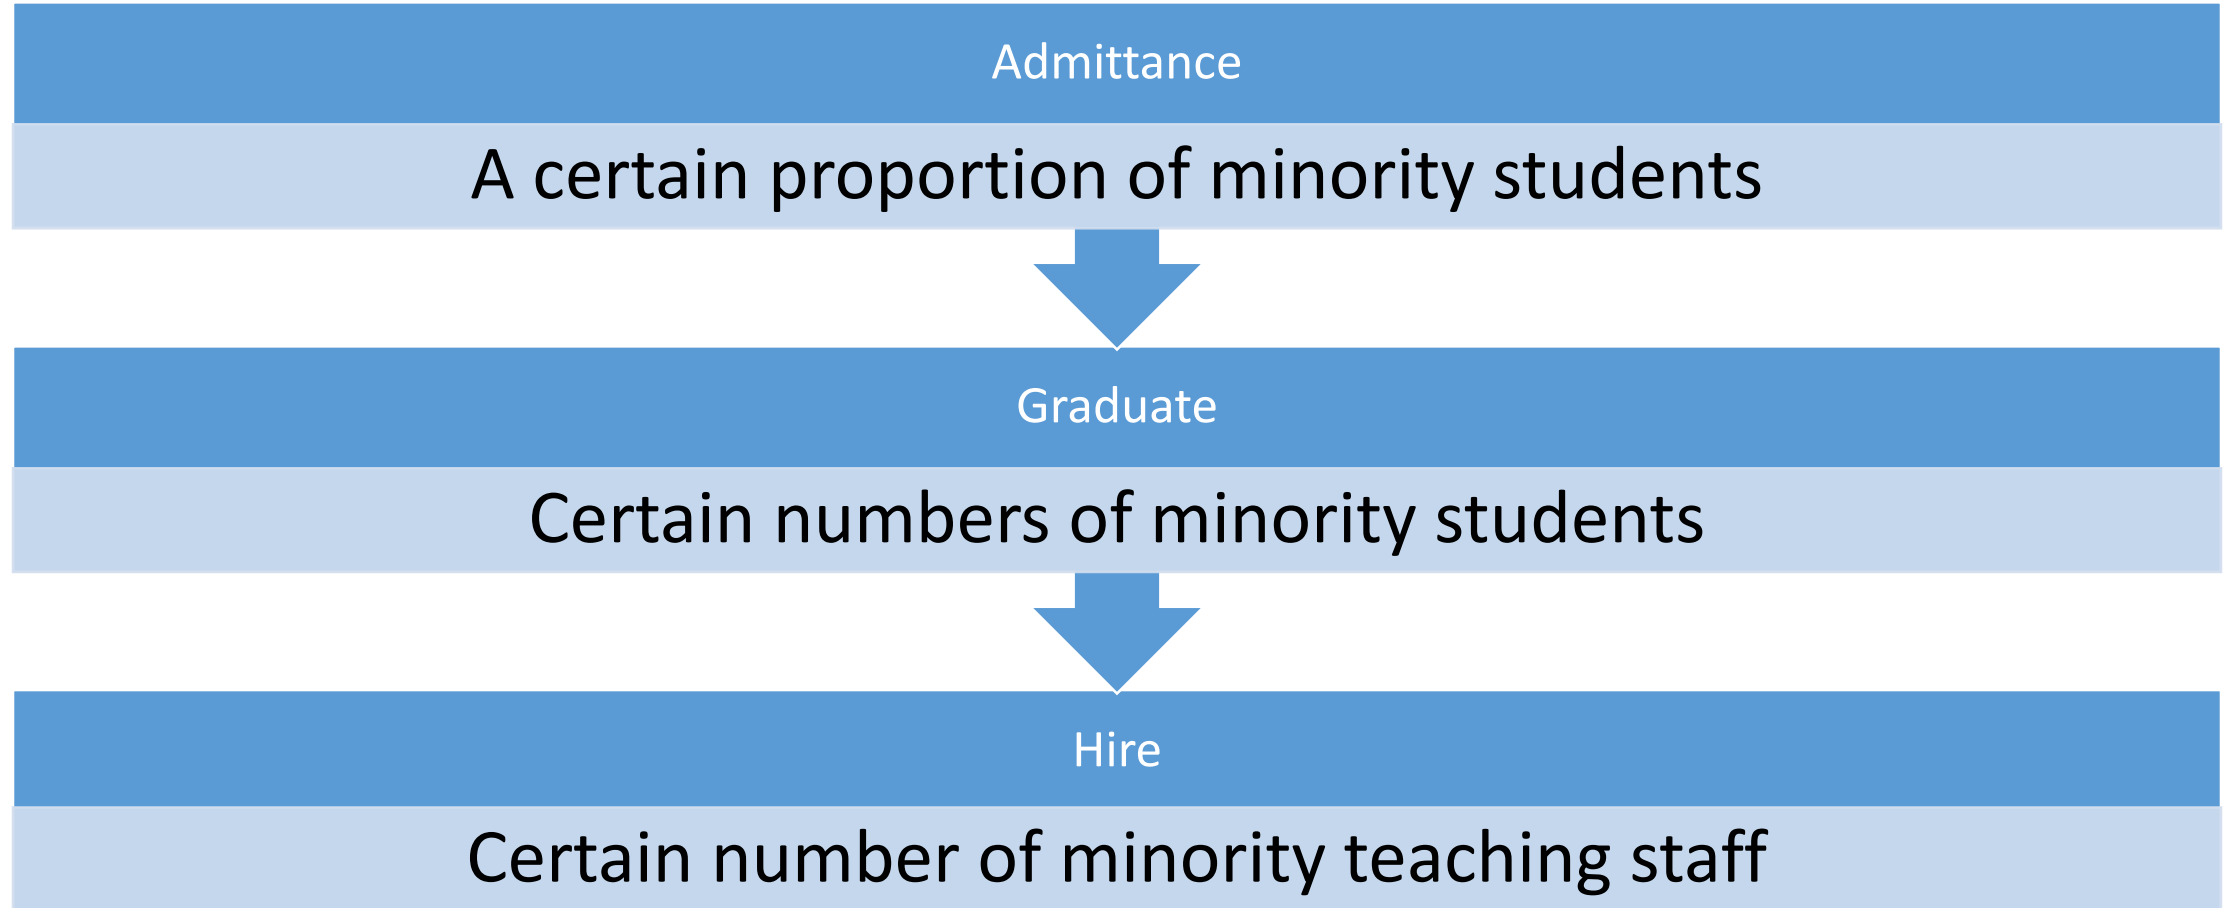 Admittance
A certain proportion of minority students
Graduate
Certain numbers of minority students
Hire
Certain number of minority teaching staff